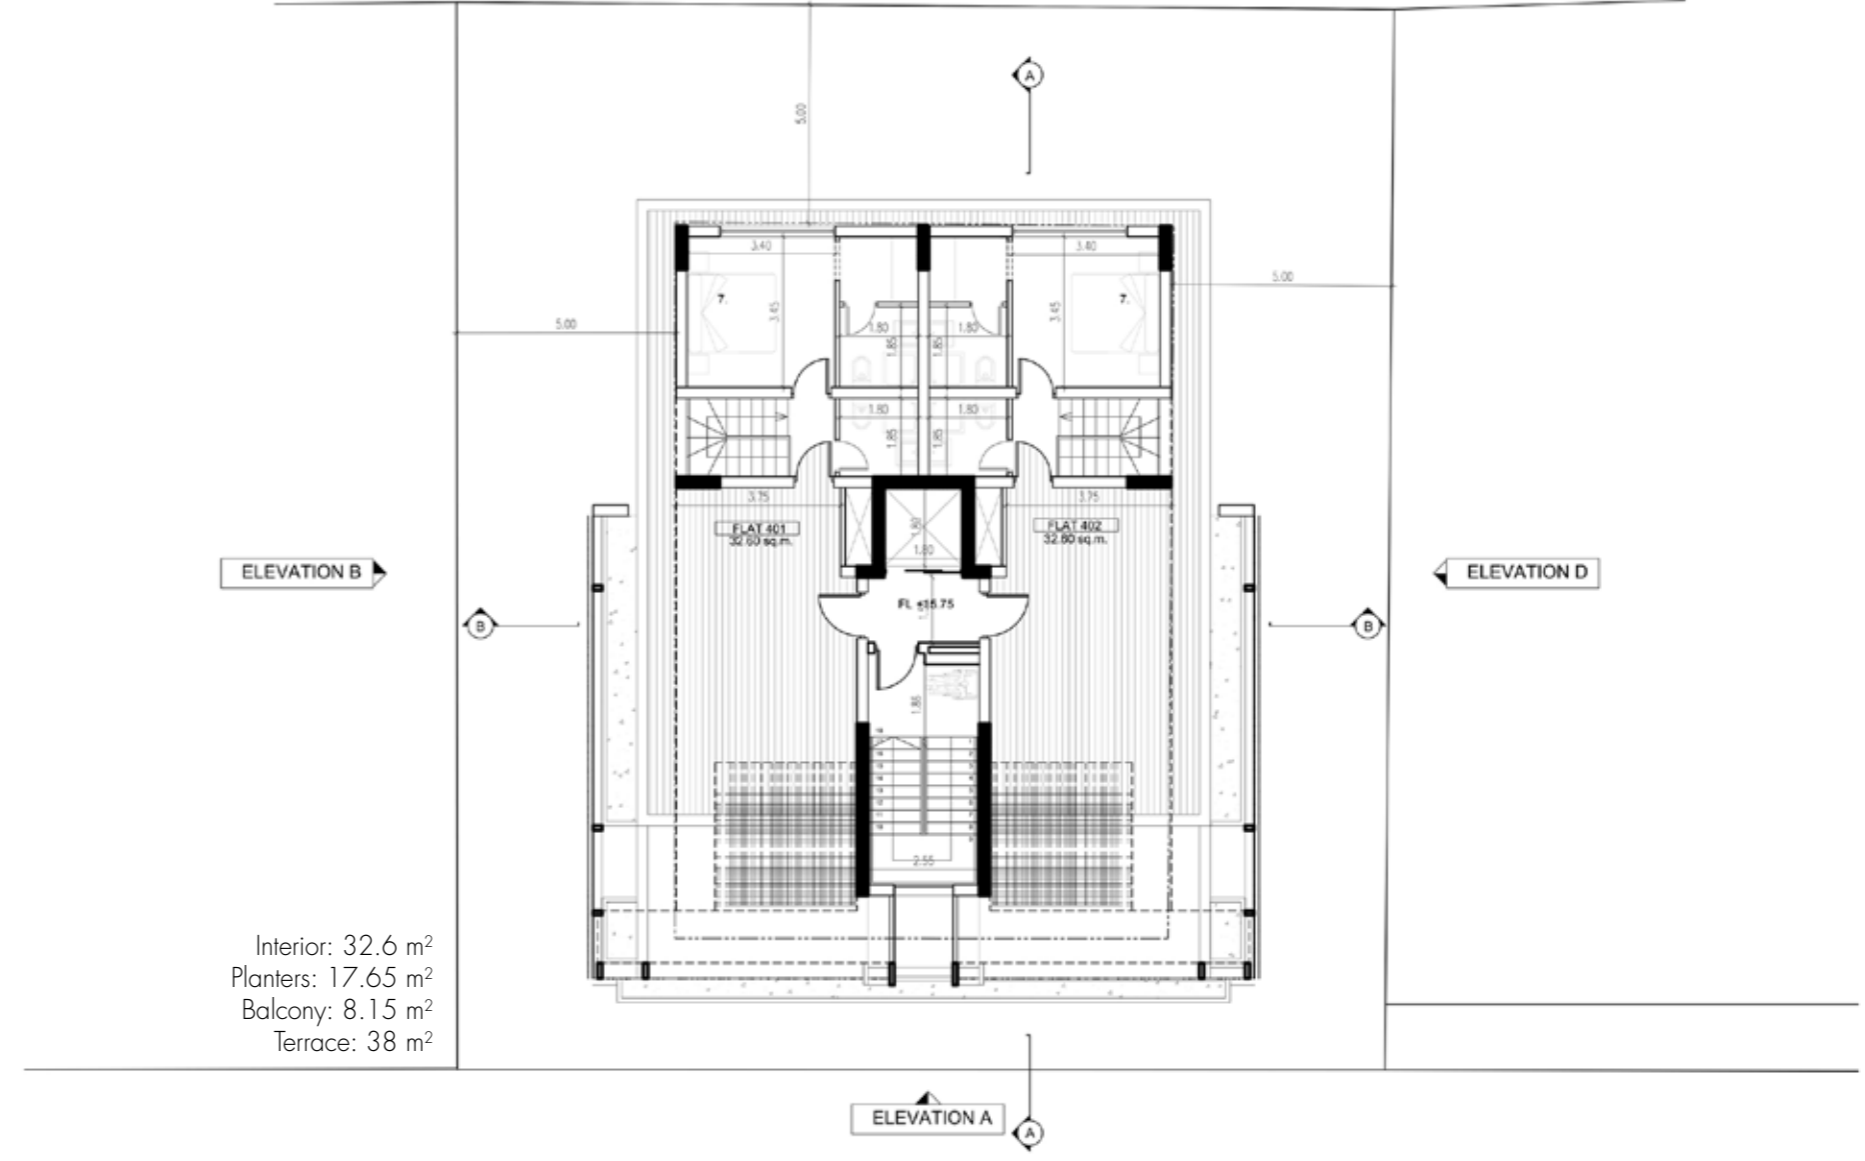 A
5.00
3.40
3.40
5.00
7.
7.
3.45
3.45
5.00
1.80
1.80
1.85
1.85
1.80
1.80
1.85
1.85
3.75
3.75
FLAT 401
32.60 sq.m.
FLAT 402
32.60 sq.m.
1.80
1.80
ELEVATION B
ELEVATION D
B
B
1.85
2.55
Interior: 32.6 m²
Planters: 17.65 m²
Balcony: 8.15 m²
Terrace: 38 m²
ELEVATION A
A